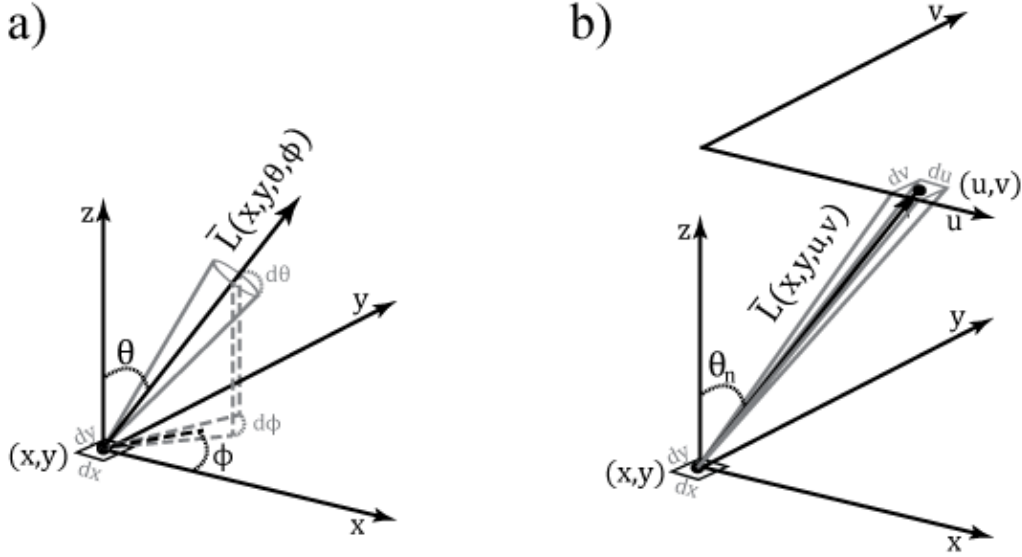 a)
z
L̅(x,y,θ,ϕ)
dθ
y
θ
dy
(x,y)
dx
dϕ
ϕ
x
b)
v
dv
du
(u,v)
u
z
L̅(x,y,u,v)
y
θn
dy
(x,y)
dx
x